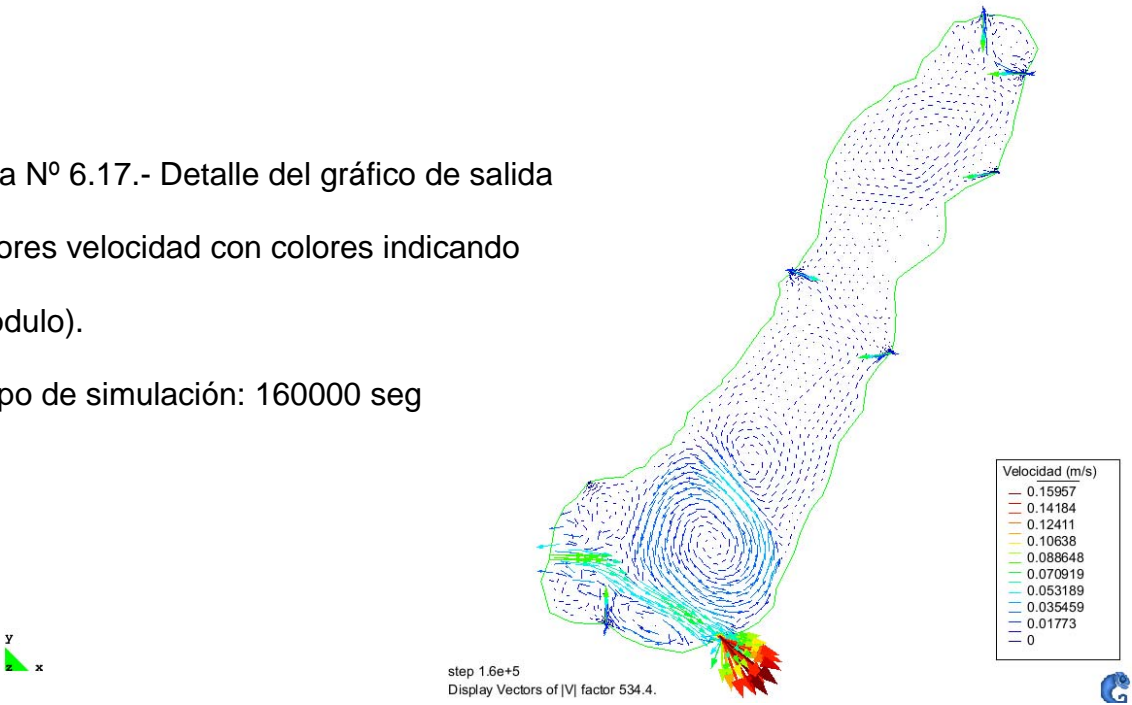 a Nº 6.17.- Detalle del gráfico de salida
ores velocidad con colores indicando
odulo).
po de simulación: 160000 seg
Velocidad (m/s)
0.15957
0.14184
0.12411
0.10638
0.088648
0.070919
0.053189
0.035459
0.01773
0
y
z x
step 1.6e+5
Display Vectors of |V| factor 534.4.